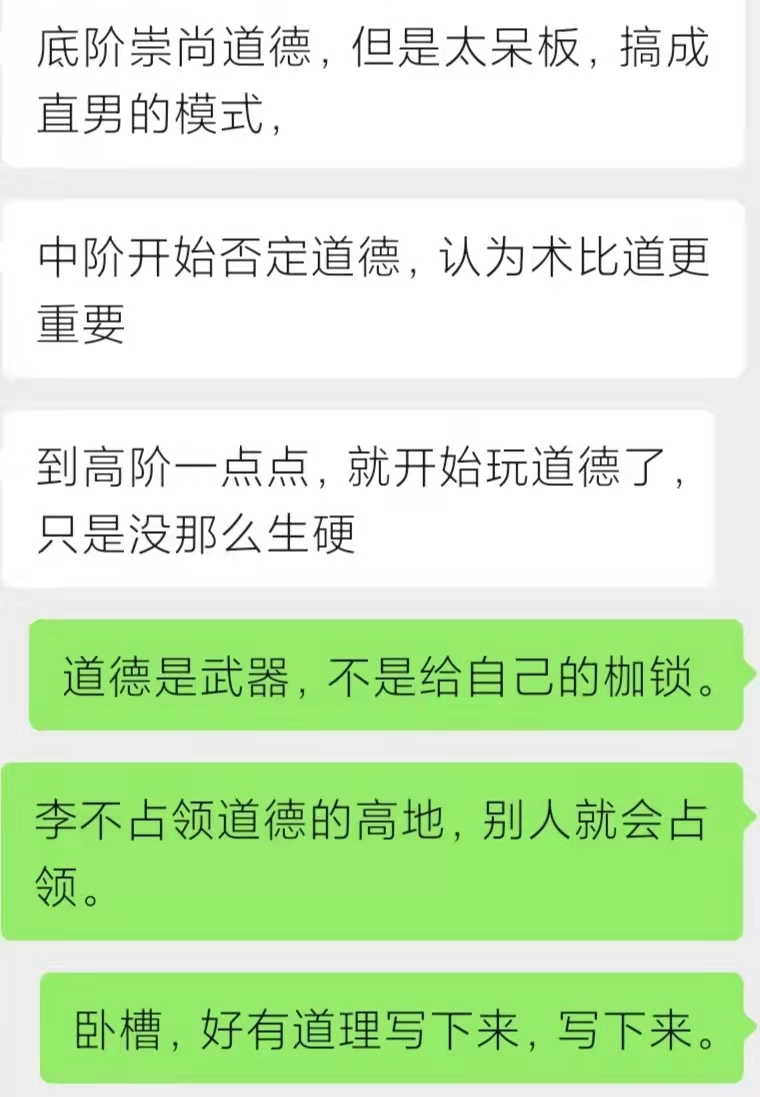 底阶崇尚道德，但是太呆板，搞成
直男的模式，
中阶开始否定道德，认为术比道更
重要
到高阶一点点，就开始玩道德了，
只是没那么生硬
道德是武器，不是给自己的枷锁。
李不占领道德的高地，别人就会占
领。
卧槽，好有道理写下来，写下来。